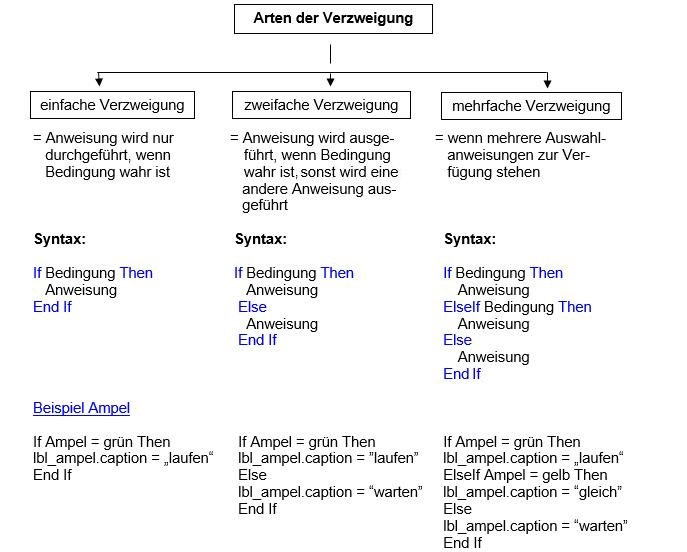 Arten der Verzweigung
einfache Verzweigung
= Anweisung wird nur
durchgeführt, wenn
Bedingung wahr ist
Syntax:
If Bedingung Then
Anweisung
End If
Beispiel Ampel
If Ampel = grün Then
lbl_ampel.caption = „laufen“
End If
zweifache Verzweigung
= Anweisung wird ausge-
führt, wenn Bedingung
wahr ist, sonst wird eine
andere Anweisung aus-
geführt
Syntax:
If Bedingung Then
Anweisung
Else
Anweisung
End If
If Ampel = grün Then
lbl_ampel.caption = ”laufen”
Else
lbl_ampel.caption = “warten”
End If
mehrfache Verzweigung
= wenn mehrere Auswahl-
anweisungen zur Ver-
fügung stehen
Syntax:
If Bedingung Then
Anweisung
ElseIf Bedingung Then
Anweisung
Else
Anweisung
End If
If Ampel = grün Then
lbl_ampel.caption = „laufen“
ElseIf Ampel = gelb Then
lbl_ampel.caption = “gleich”
Else
lbl_ampel.caption = “warten”
End If